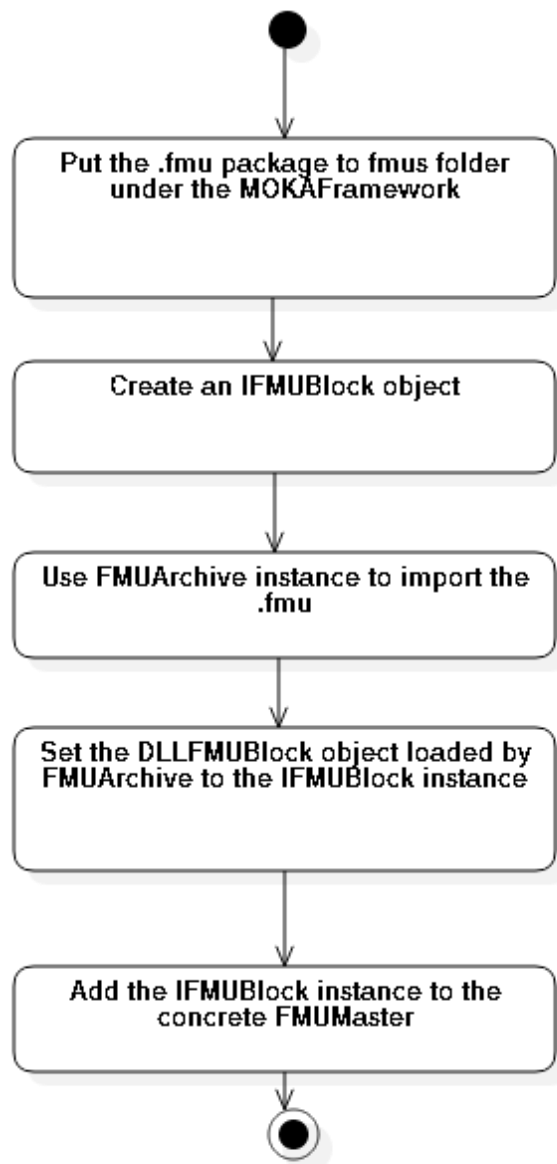 Put the .fmu package to fmus folder
under the MOKAFramework
Create an IFMUBlock object
Use FMUArchive instance to import the
.fmu
Set the DLLFMUBlock object loaded by
FMUArchive to the IFMUBlock instance
Add the IFMUBlock instance to the
concrete FMUMaster